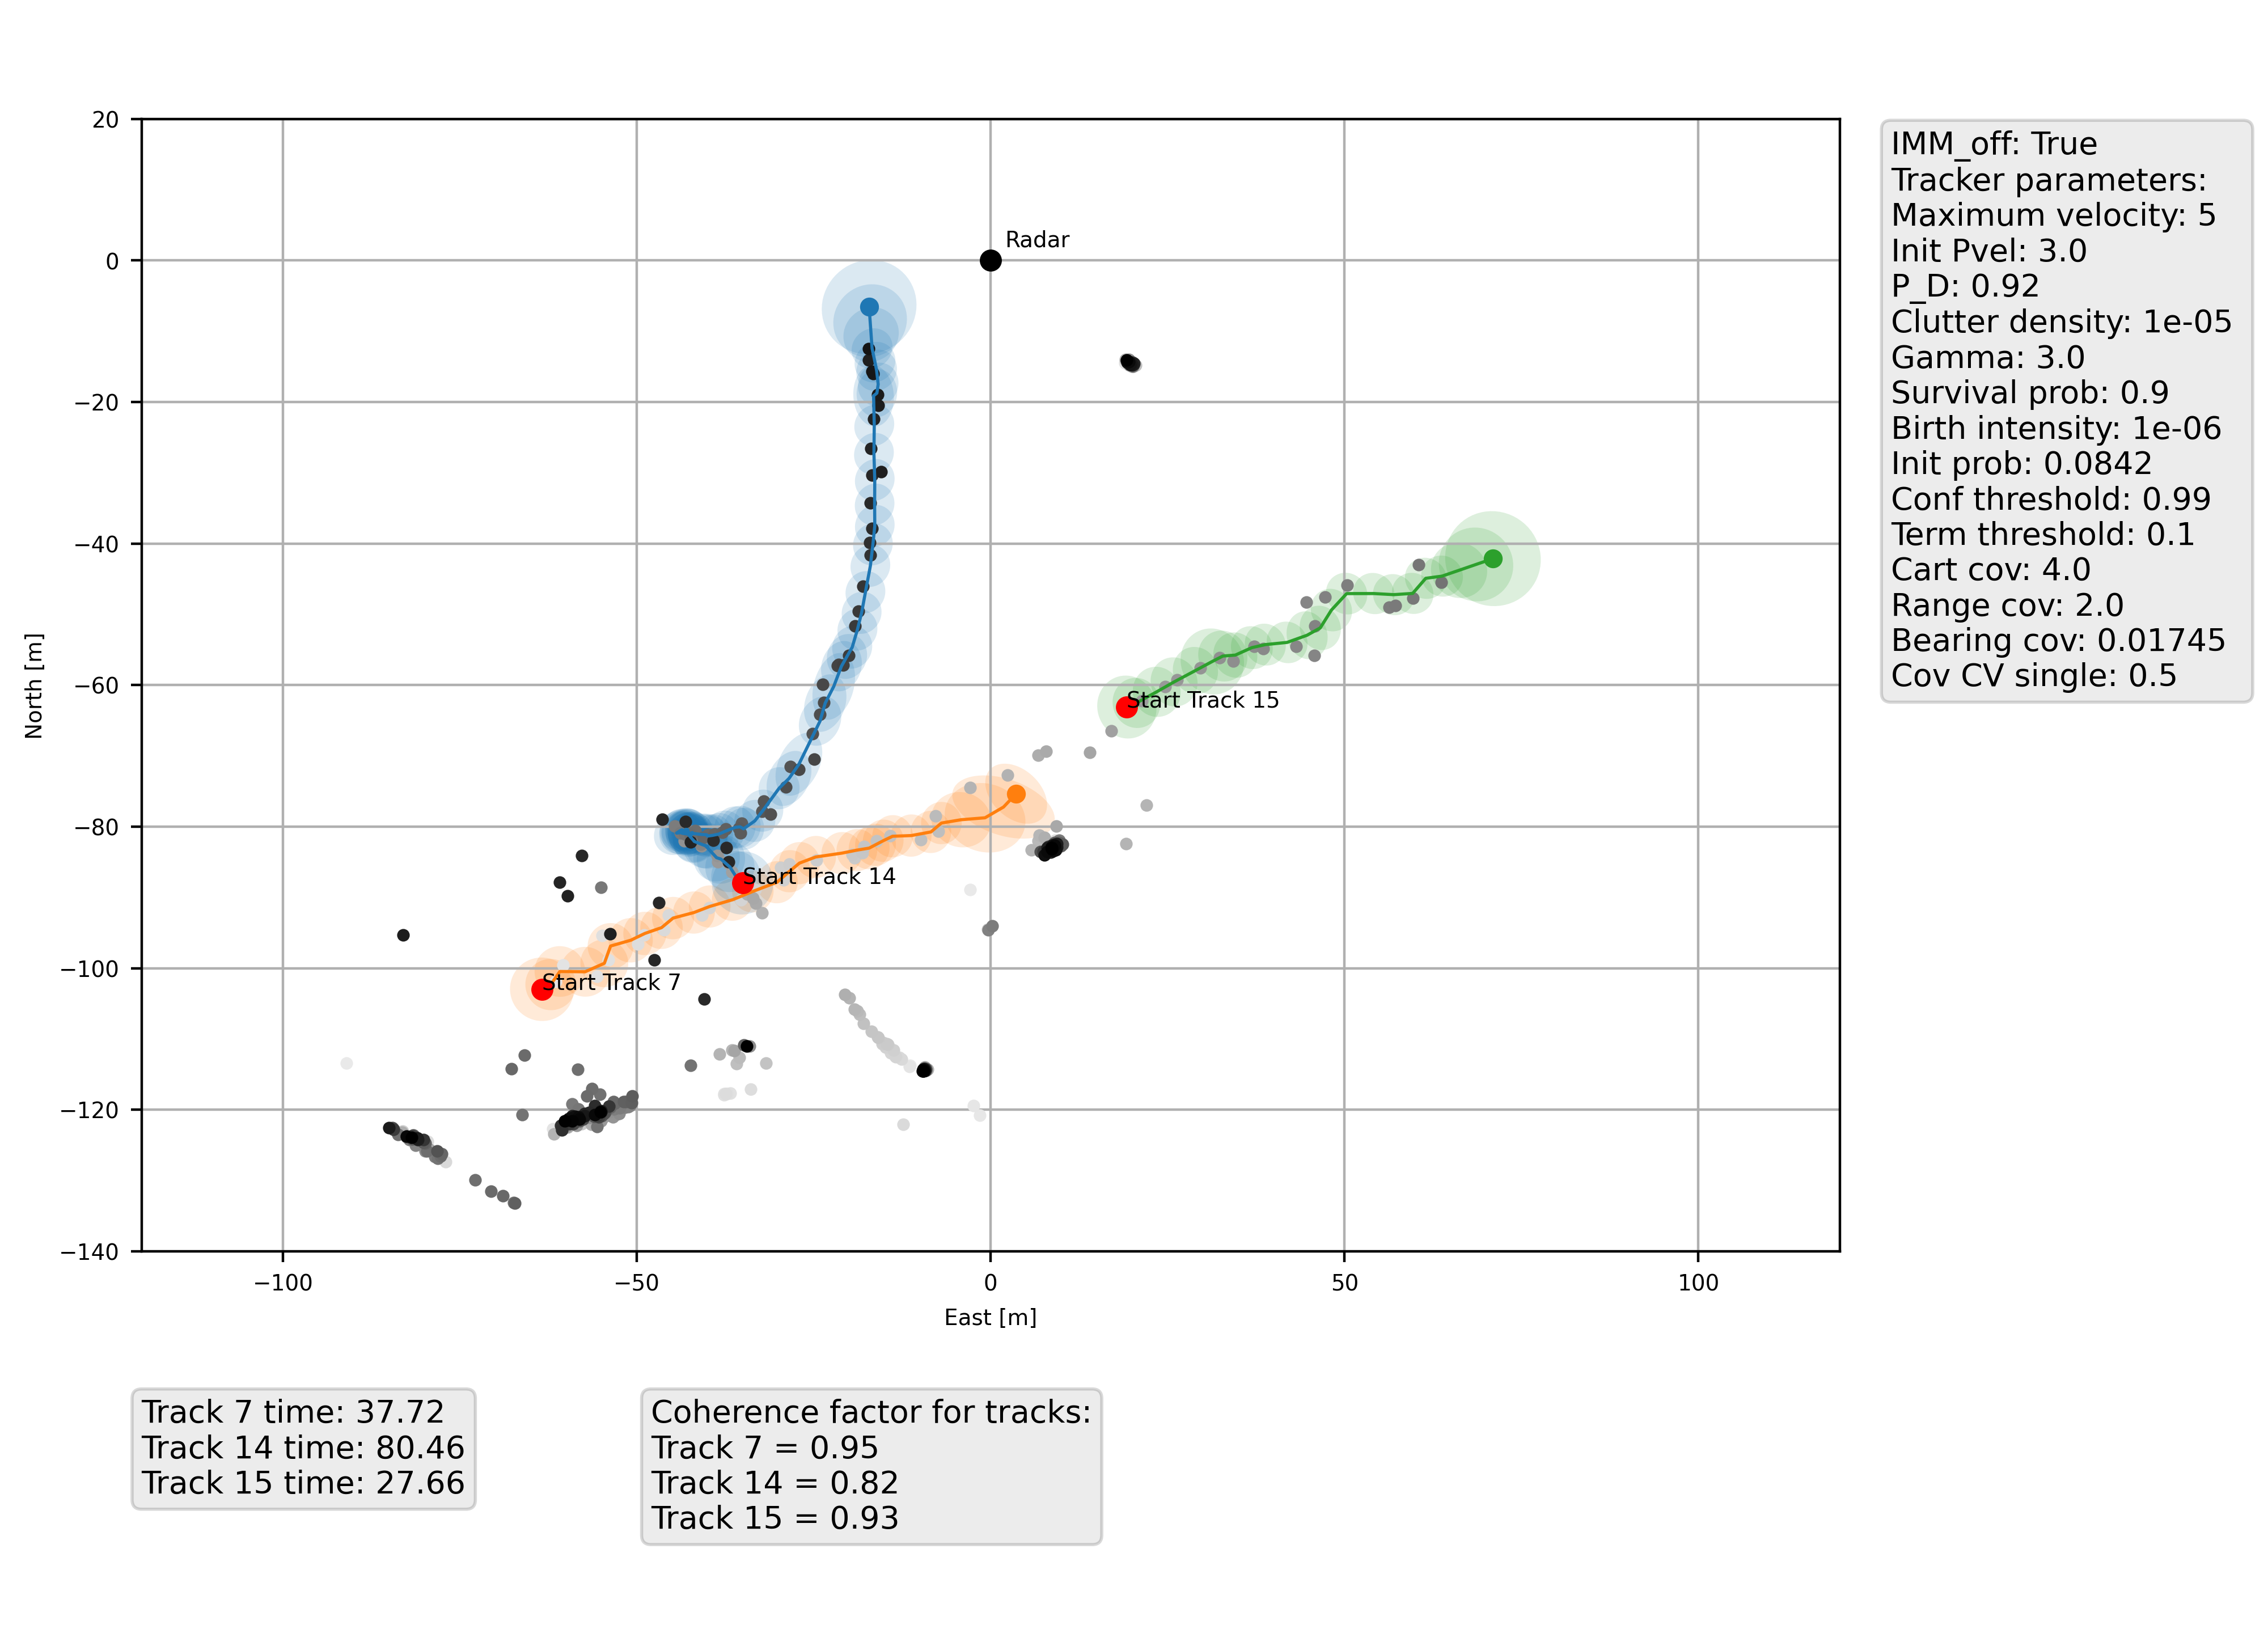 20
0
−20
−40
−60
−80
−100
−120
−140
−100
−50
0
50
100
North [m]
East [m]
Radar
Start Track 15
Start Track 14
Start Track 7
IMM_off: True
Tracker parameters:
Maximum velocity: 5
Init Pvel: 3.0
P_D: 0.92
Clutter density: 1e-05
Gamma: 3.0
Survival prob: 0.9
Birth intensity: 1e-06
Init prob: 0.0842
Conf threshold: 0.99
Term threshold: 0.1
Cart cov: 4.0
Range cov: 2.0
Bearing cov: 0.01745
Cov CV single: 0.5
Track 7 time: 37.72
Track 14 time: 80.46
Track 15 time: 27.66
Coherence factor for tracks:
Track 7 = 0.95
Track 14 = 0.82
Track 15 = 0.93